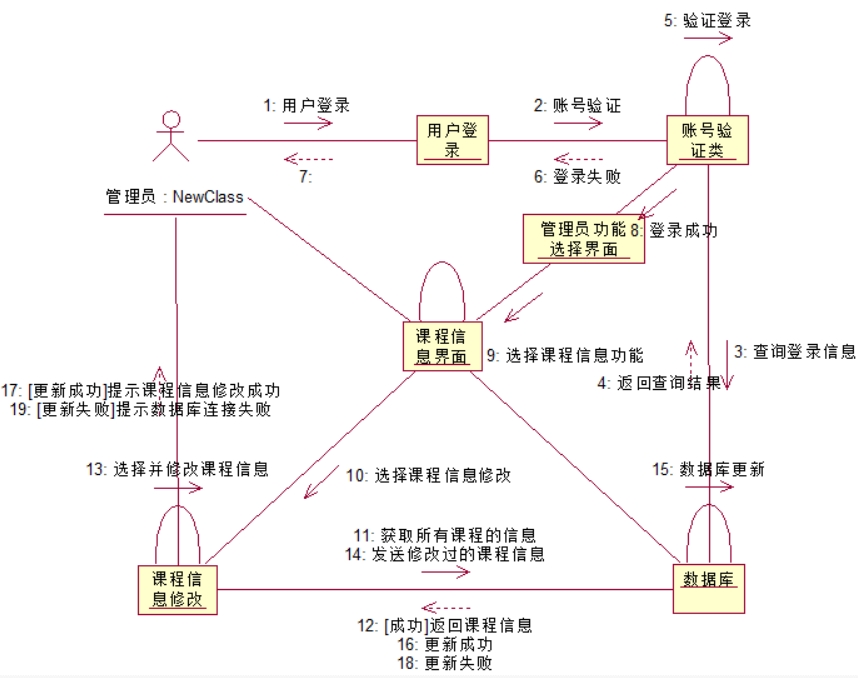 5: 验证登录
1: 用户登录
2: 账号验证
用户登
录
账号验
证类
7:
6: 登录失败
管理员 : NewClass
管理员功能
选择界面
8: 登录成功
课程信
息界面
9: 选择课程信息功能
3: 查询登录信息
4: 返回查询结果
17: [更新成功]提示课程信息修改成功
19: [更新失败]提示数据库连接失败
13: 选择并修改课程信息
10: 选择课程信息修改
15: 数据库更新
11: 获取所有课程的信息
14: 发送修改过的课程信息
课程信
息修改
数据库
12: [成功]返回课程信息
16: 更新成功
18: 更新失败